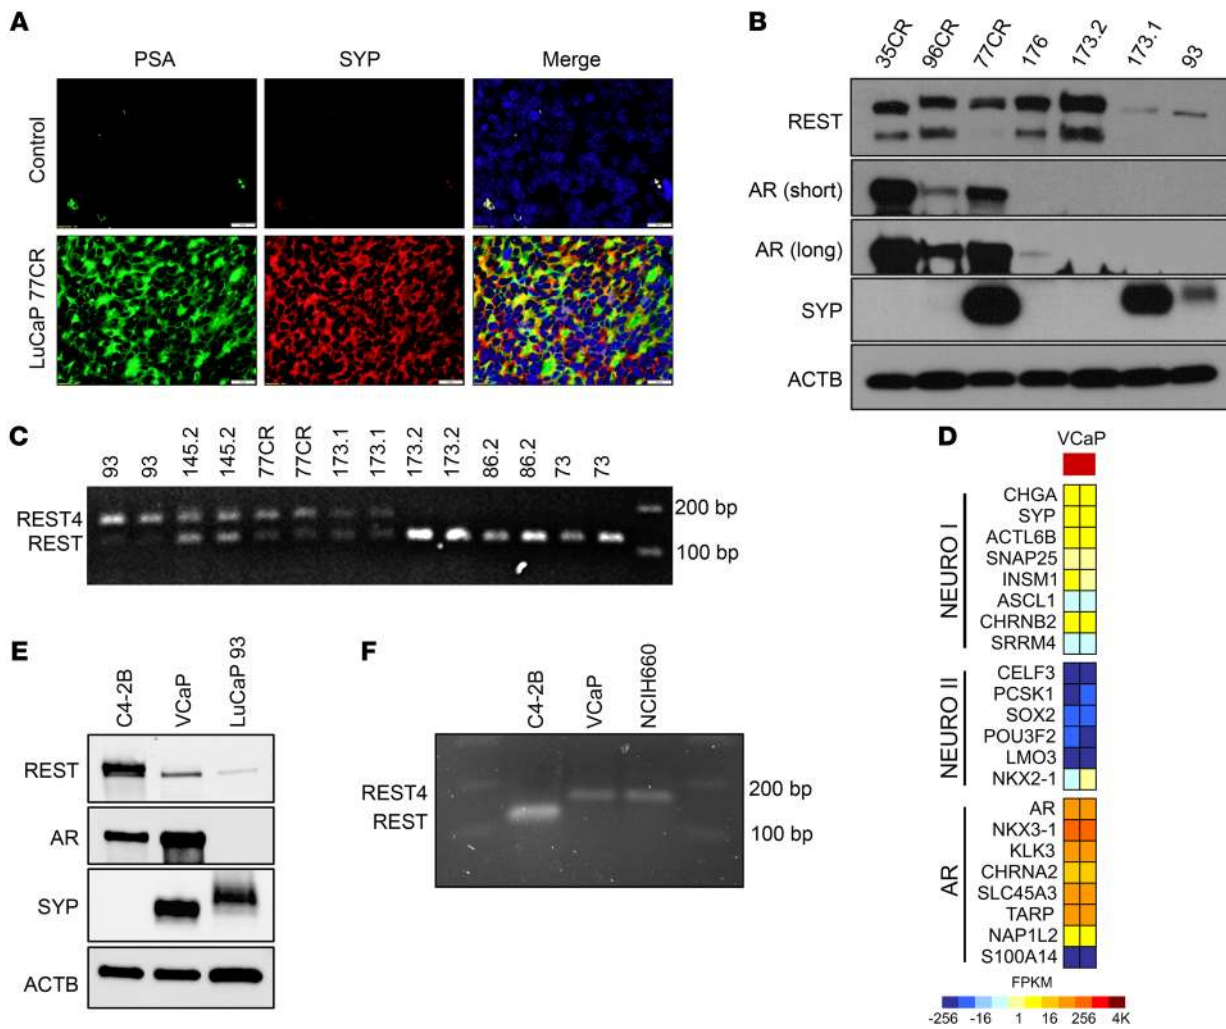 A
PSA
SYP
Merge
Control
LuCaP 77CR
B
35CR
96CR
77CR
176
173.2
173.1
93
REST
AR (short)
AR (long)
SYP
ACTB
C
93
93
145.2
145.2
77CR
77CR
173.1
173.1
173.2
173.2
86.2
86.2
73
73
REST4
REST
200 bp
100 bp
D
VCaP
NEURO I
CHGA
SYP
ACTL6B
SNAP25
INSM1
ASCL1
CHRNB2
SRRM4
NEURO II
CELF3
PCSK1
SOX2
POU3F2
LMO3
NKX2-1
AR
AR
NKX3-1
KLK3
CHRNA2
SLC45A3
TARP
NAP1L2
S100A14
FPKM
-256 -16 1 16 256 4K
E
C4-2B
VCaP
LuCaP 93
REST
AR
SYP
ACTB
F
C4-2B
VCaP
NCIH660
REST4
REST
200 bp
100 bp